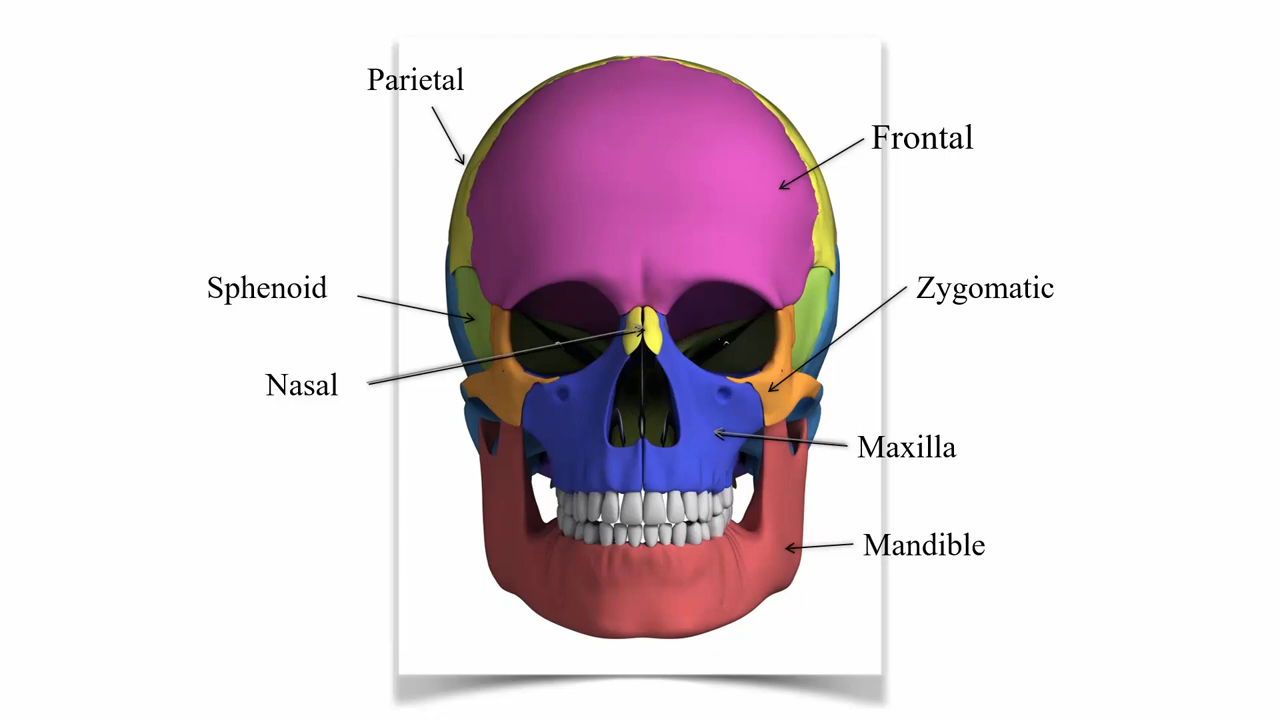 Parietal
Frontal
Sphenoid
Zygomatic
Nasal
Maxilla
Mandible